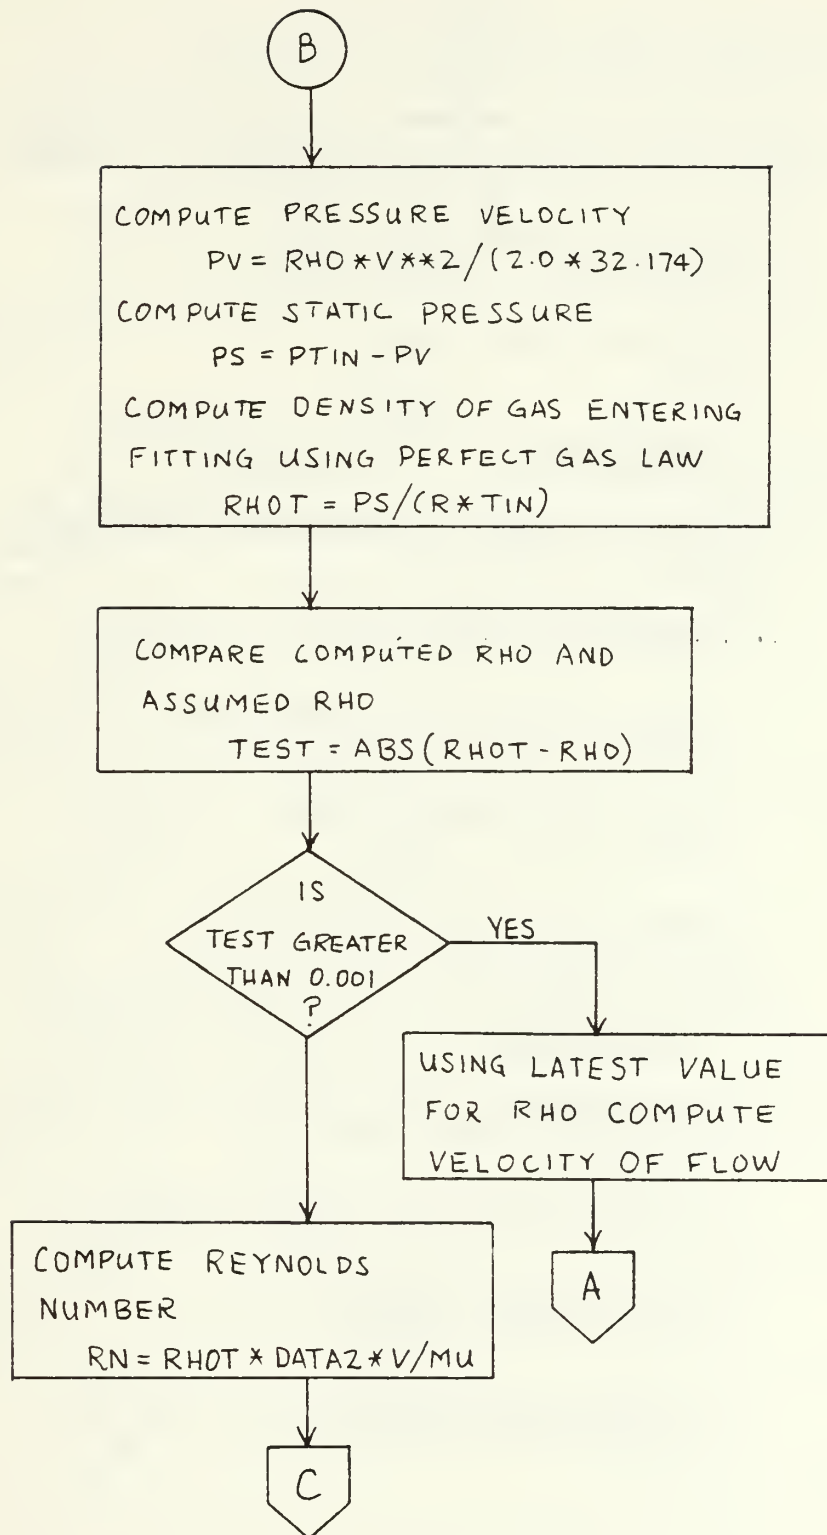 B
COMPUTE PRESSURE VELOCITY
PV = RHO*V**2/(2.0*32.174)
COMPUTE STATIC PRESSURE
PS = PTIN-PV
COMPUTE DENSITY OF GAS ENTERING
FITTING USING PERFECT GAS LAW
RHOT = PS/(R*TIN)
COMPARE COMPUTED RHO AND
ASSUMED RHO
TEST = ABS(RHOT-RHO)
IS
TEST GREATER
THAN 0.001
?
YES
USING LATEST VALUE
FOR RHO COMPUTE
VELOCITY OF FLOW
A
COMPUTE REYNOLDS
NUMBER
RN = RHOT * DATA2 * V/MU
C